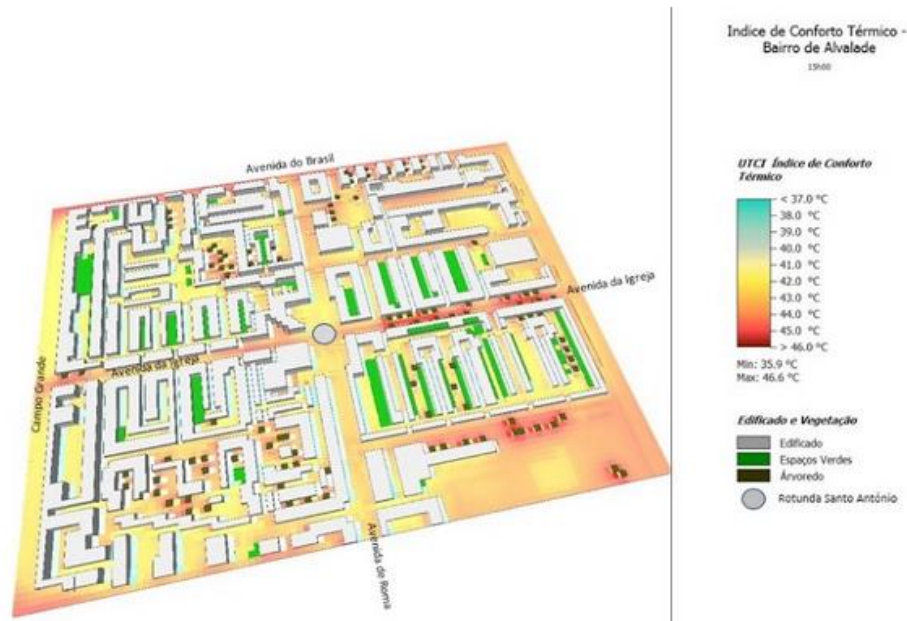 Indice de Conforto Térmico -
Bairro de Alvalade
15h00
Avenida do Brasil
Avenida da Igreja
Avenida da Igreja
Campo Grande
Avenida de Roma
UTCI Índice de Conforto
Térmico
< 37.0 °C
38.0 °C
39.0 °C
40.0 °C
41.0 °C
42.0 °C
43.0 °C
44.0 °C
45.0 °C
> 46.0 °C
Min: 35.9 °C
Max: 46.6 °C
Edificado e Vegetação
Edificado
Espaços Verdes
Árvoredo
Rotunda Santo António